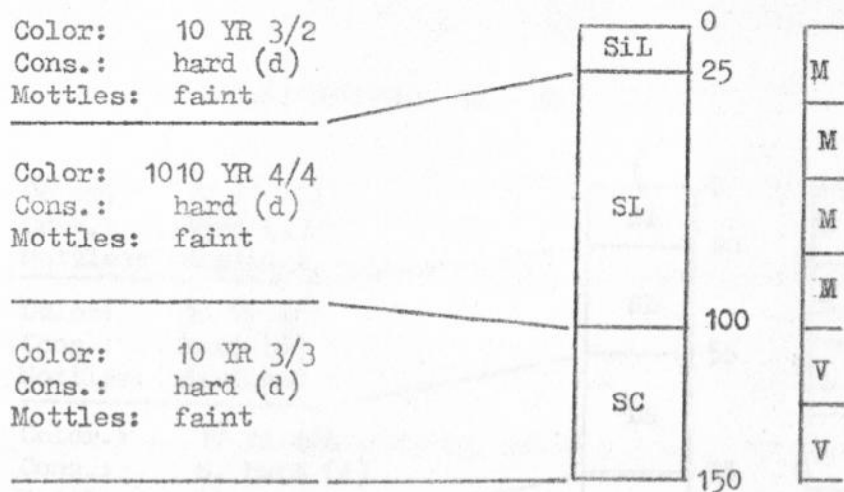 Color: 10 YR 3/2
Cons.: hard (d)
Mottles: faint
Color: 1010 YR 4/4
Cons.: hard (d)
Mottles: faint
Color: 10 YR 3/3
Cons.: hard (d)
Mottles: faint
0
SiL
25
SL
100
SC
150
M
M
M
M
V
V